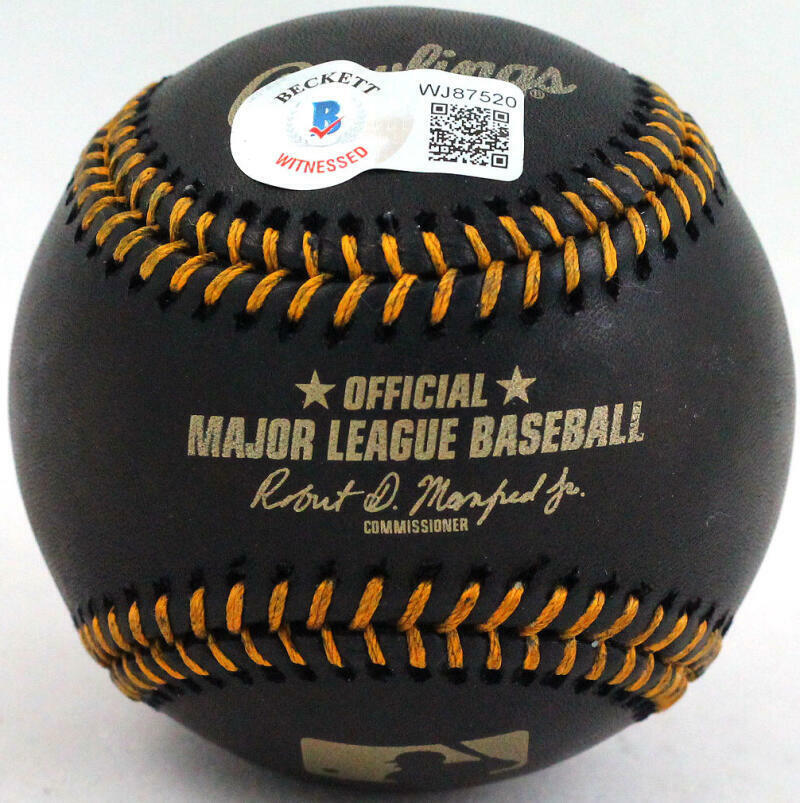 Rawlings®
BECKETT
B
WITNESSED
WJ87520
★ OFFICIAL ★
MAJOR LEAGUE BASEBALL
Robert D. Manfred Jr.
COMMISSIONER